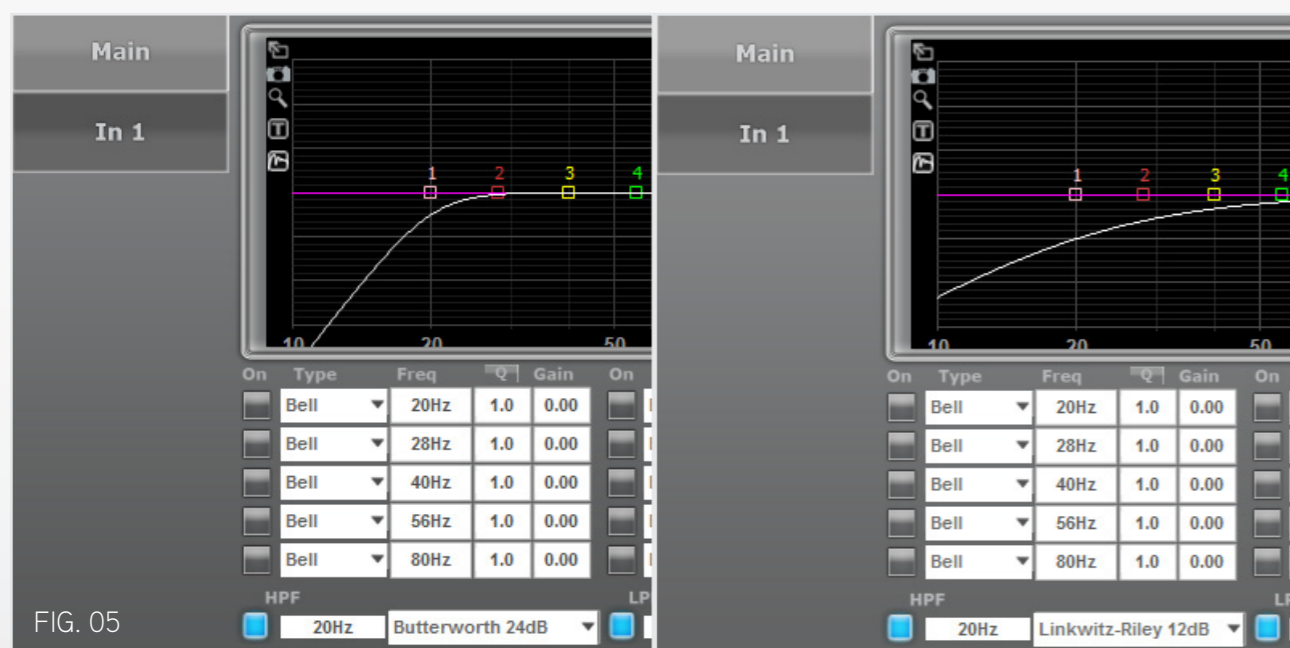 Main
In 1
T
1 2 3 4
10 20 50
On Type Freq Q Gain On
Bell 20Hz 1.0 0.00
Bell 28Hz 1.0 0.00
Bell 40Hz 1.0 0.00
Bell 56Hz 1.0 0.00
Bell 80Hz 1.0 0.00
HPF LP
20Hz Butterworth 24dB
FIG. 05
Main
In 1
T
1 2 3 4
10 20 50
On Type Freq Q Gain On
Bell 20Hz 1.0 0.00
Bell 28Hz 1.0 0.00
Bell 40Hz 1.0 0.00
Bell 56Hz 1.0 0.00
Bell 80Hz 1.0 0.00
HPF
20Hz Linkwitz-Riley 12dB